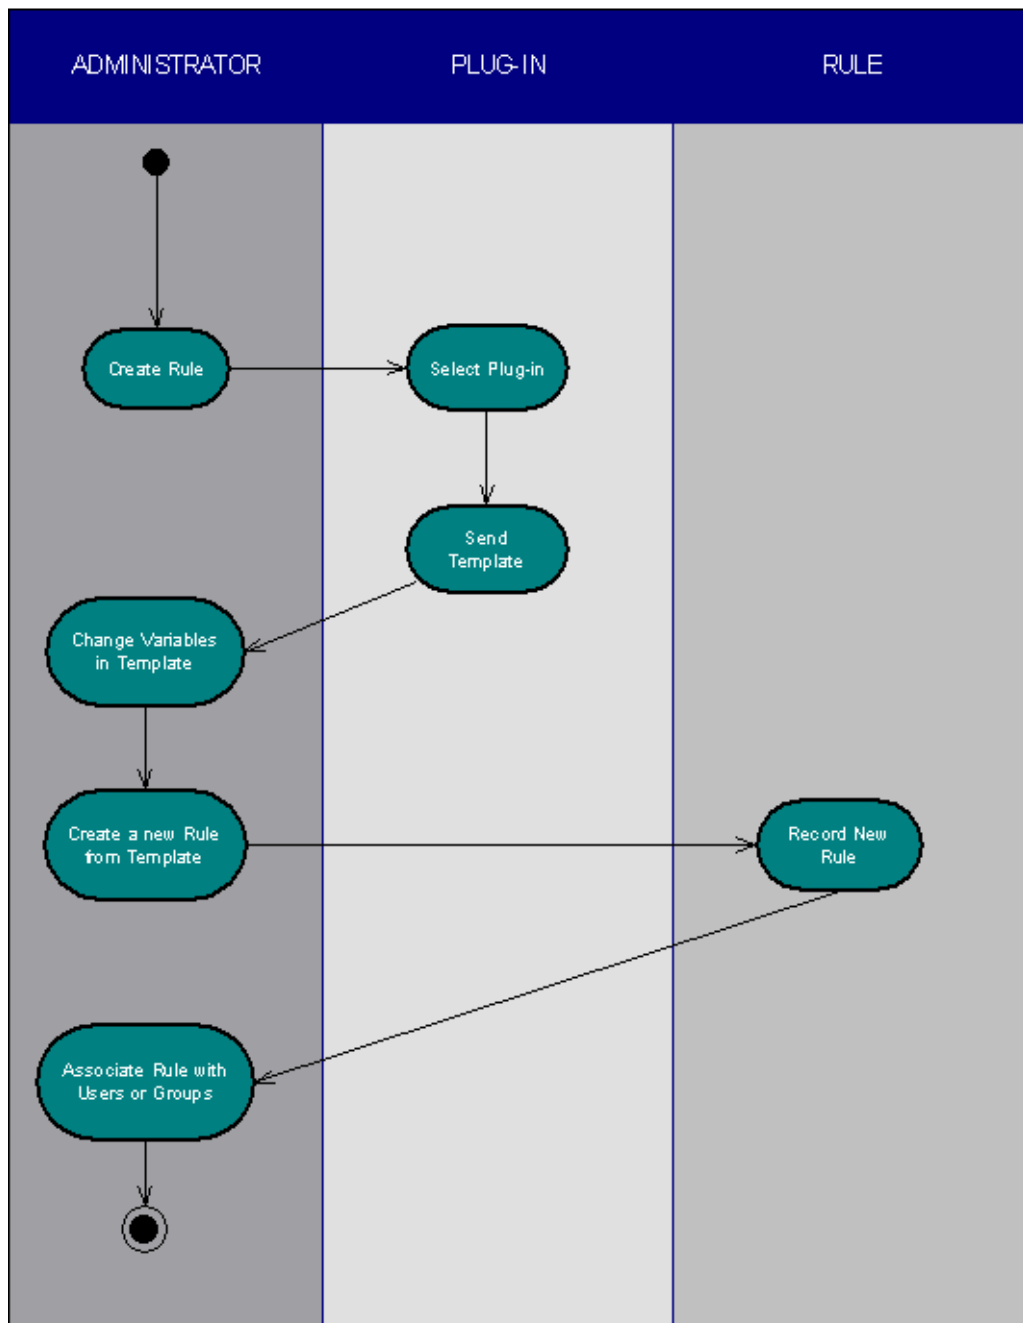 ADMINISTRATOR
PLUG-IN
RULE
Create Rule
Select Plug-in
Send
Template
Change Variables
in Template
Create a new Rule
from Template
Record New
Rule
Associate Rule with
Users or Groups